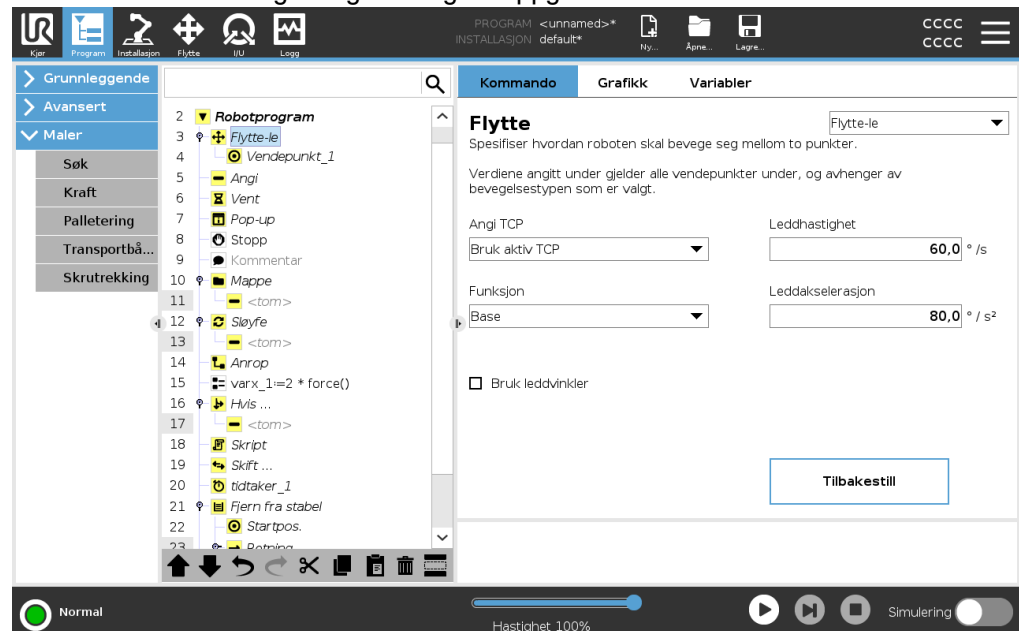 UR
Kjør
Program
Installasjon
Flytte
I/U
Logg
PROGRAM <unnamed>*
INSTALLASJON default*
Ny...
Åpne...
Lagre...
CCCC
CCCC
Grunnleggende
Avansert
Maler
Søk
Kraft
Palletering
Transportbå...
Skrutrekking
2 Robotprogram
3 Flytte-le
4 Vendepunkt_1
5 Angi
6 Vent
7 Pop-up
8 Stopp
9 Kommentar
10 Mappe
11 <tom>
12 Sløyfe
13 <tom>
14 Anrop
15 varx_1≔2 * force()
16 Hvis ...
17 <tom>
18 Skript
19 Skift ...
20 tidtaker_1
21 Fjern fra stabel
22 Startpos.
23 Retning
Kommando
Grafikk
Variabler
Flytte
Flytte-le
Spesifiser hvordan roboten skal bevege seg mellom to punkter.
Verdiene angitt under gjelder alle vendepunkter under, og avhenger av
bevegelsestypen som er valgt.
Angi TCP
Leddhastighet
Bruk aktiv TCP
60,0 ° /s
Funksjon
Leddakselerasjon
Base
80,0 ° / s²
Bruk leddvinkler
Tilbakestill
Normal
Hastighet 100%
Simulering